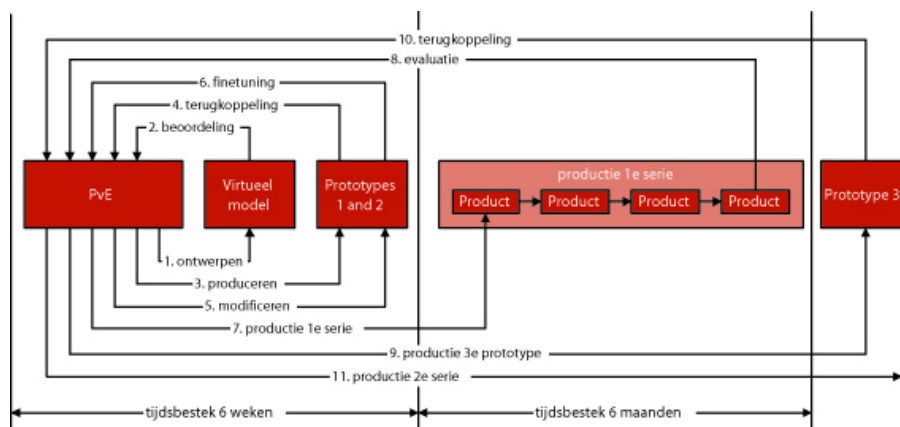 10. terugkoppeling
8. evaluatie
6. finetuning
4. terugkoppeling
2. beoordeling
PvE
Virtueel
model
Prototypes
1 and 2
productie 1e serie
Product
Product
Product
Product
Prototype 3
1. ontwerpen
3. produceren
5. modificeren
7. productie 1e serie
9. productie 3e prototype
11. productie 2e serie
tijdsbestek 6 weken
tijdsbestek 6 maanden